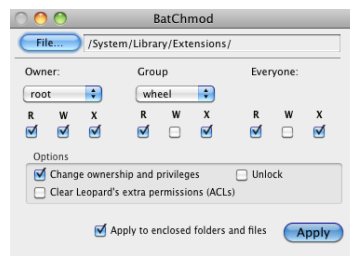 BatChmod
File... /System/Library/Extensions/
Owner: Group Everyone:
root wheel
R W X R W X R W X
Options
Change ownership and privileges Unlock
Clear Leopard's extra permissions (ACLs)
Apply to enclosed folders and files Apply